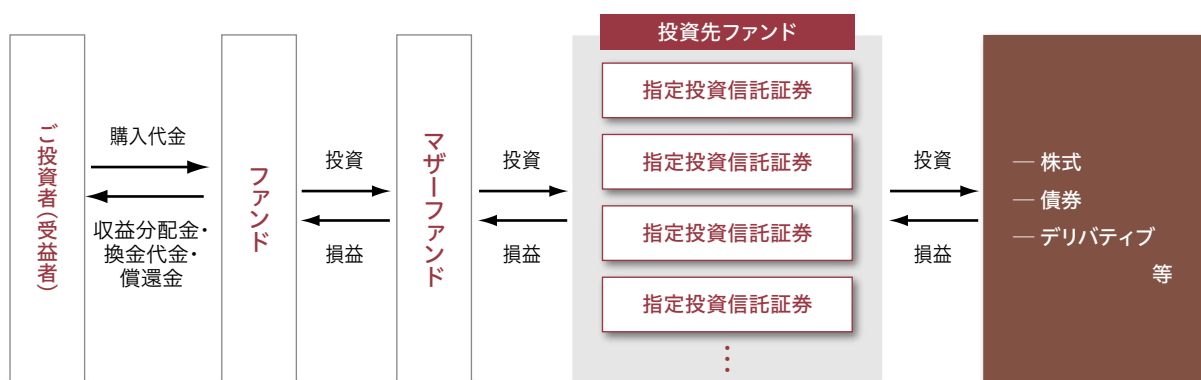 ご投資者(受益者)
購入代金
収益分配金・
換金代金・
償還金
ファンド
投資
損益
マザーファンド
投資
損益
投資先ファンド
指定投資信託証券
指定投資信託証券
指定投資信託証券
指定投資信託証券
⋮
投資
損益
― 株式
― 債券
― デリバティブ
等